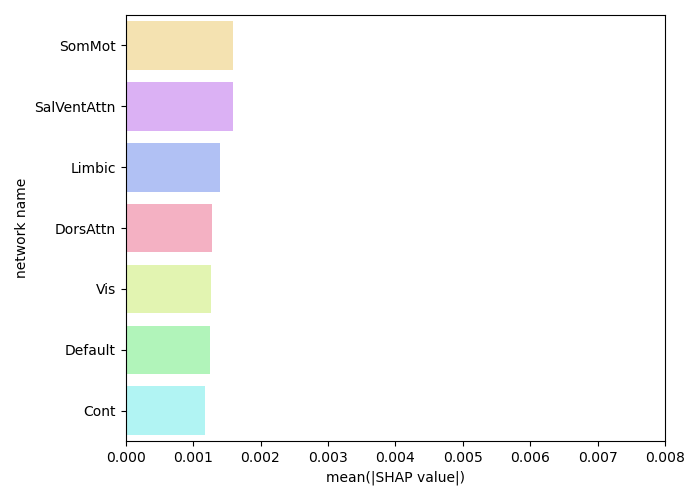 SomMot
SalVentAttn
Limbic
DorsAttn
Vis
Default
Cont
network name
0.000 0.001 0.002 0.003 0.004 0.005 0.006 0.007 0.008
mean(|SHAP value|)